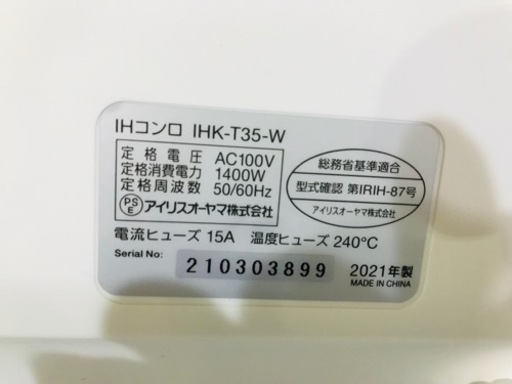 IHコンロ IHK-T35-W
定格電圧 AC100V
定格消費電力 1400W
定格周波数 50/60Hz
PSE アイリスオーヤマ株式会社
総務省基準適合
型式確認 第IRIH-87号
アイリスオーヤマ株式会社
電流ヒューズ 15A 温度ヒューズ 240℃
Serial No: 210303899 2021年製
MADE IN CHINA